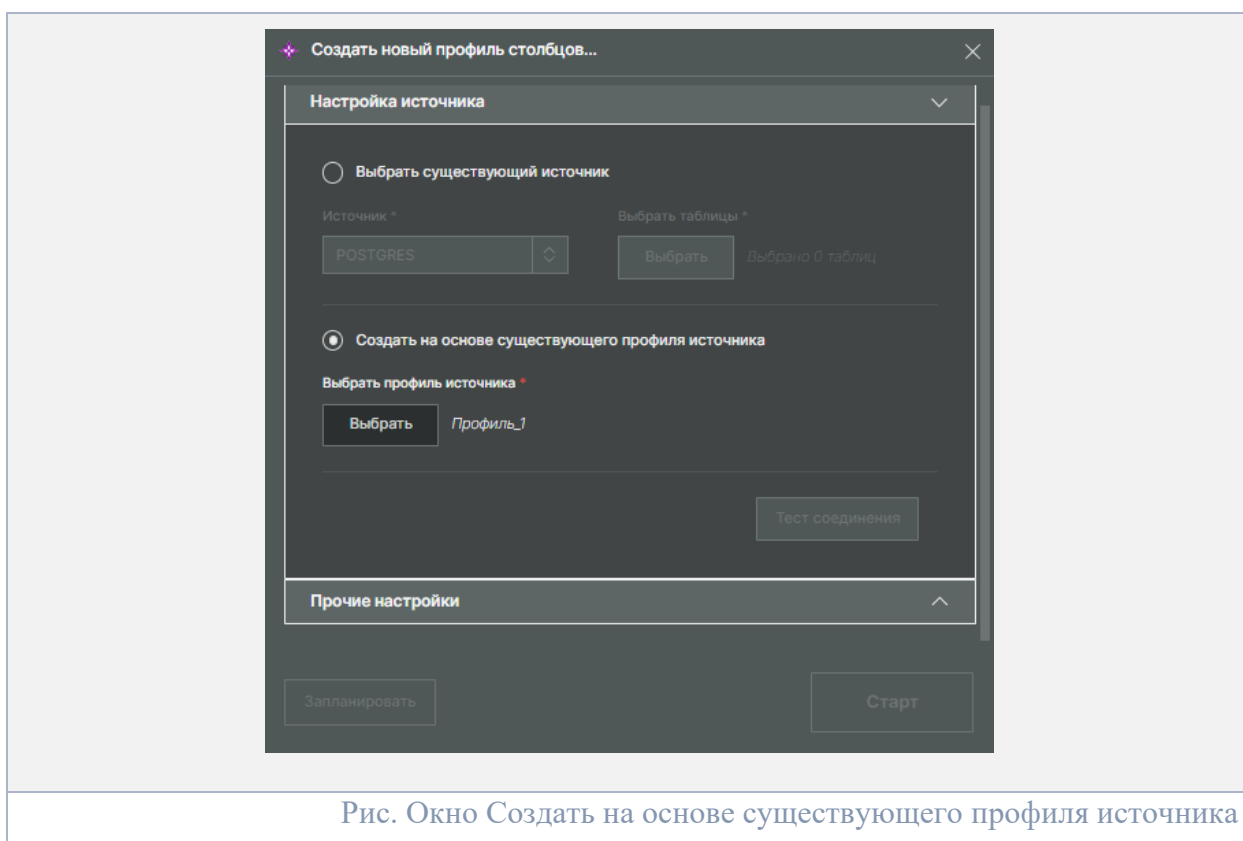 Создать новый профиль столбцов...
Настройка источника
Выбрать существующий источник
Источник * Выбрать таблицы *
POSTGRES Выбрать Выбрано 0 таблиц
Создать на основе существующего профиля источника
Выбрать профиль источника *
Выбрать Профиль_1
Тест соединения
Прочие настройки
Запланировать Старт
Рис. Окно Создать на основе существующего профиля источника